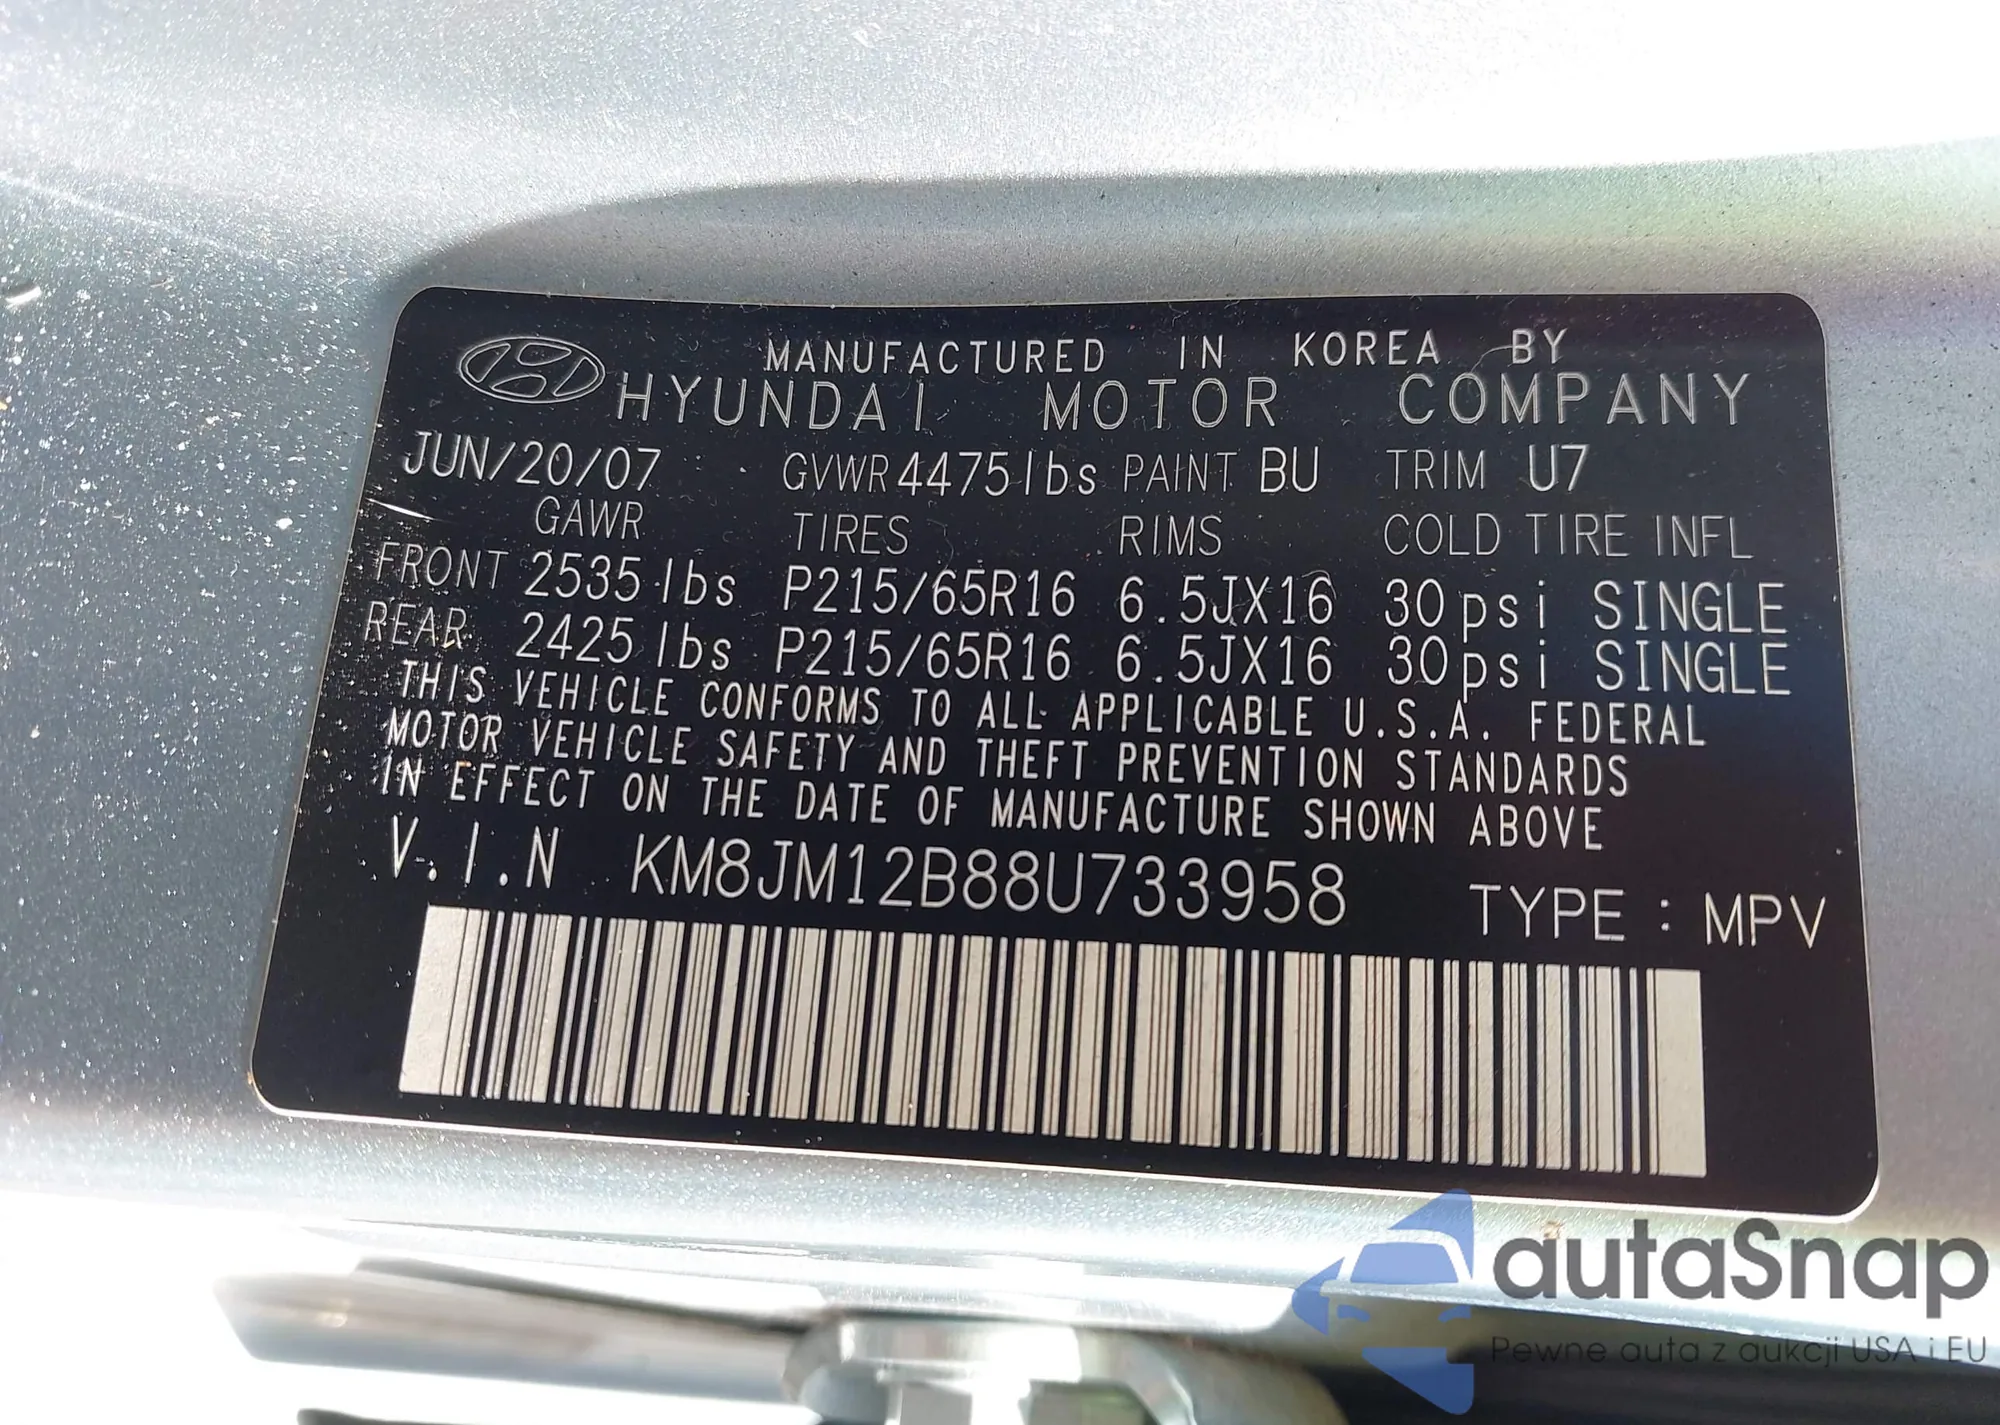 MANUFACTURED IN KOREA BY
HYUNDAI MOTOR COMPANY
JUN/20/07 GVWR 4475lbs PAINT BU TRIM U7
GAWR TIRES RIMS COLD TIRE INFL
FRONT 2535 lbs P215/65R16 6.5JX16 30psi SINGLE
REAR 2425 lbs P215/65R16 6.5JX16 30psi SINGLE
THIS VEHICLE CONFORMS TO ALL APPLICABLE U.S.A. FEDERAL
MOTOR VEHICLE SAFETY AND THEFT PREVENTION STANDARDS
IN EFFECT ON THE DATE OF MANUFACTURE SHOWN ABOVE
V.I.N KM8JM12B88U733958 TYPE : MPV
autaSnap
Pewne auta z aukcji USA i EU